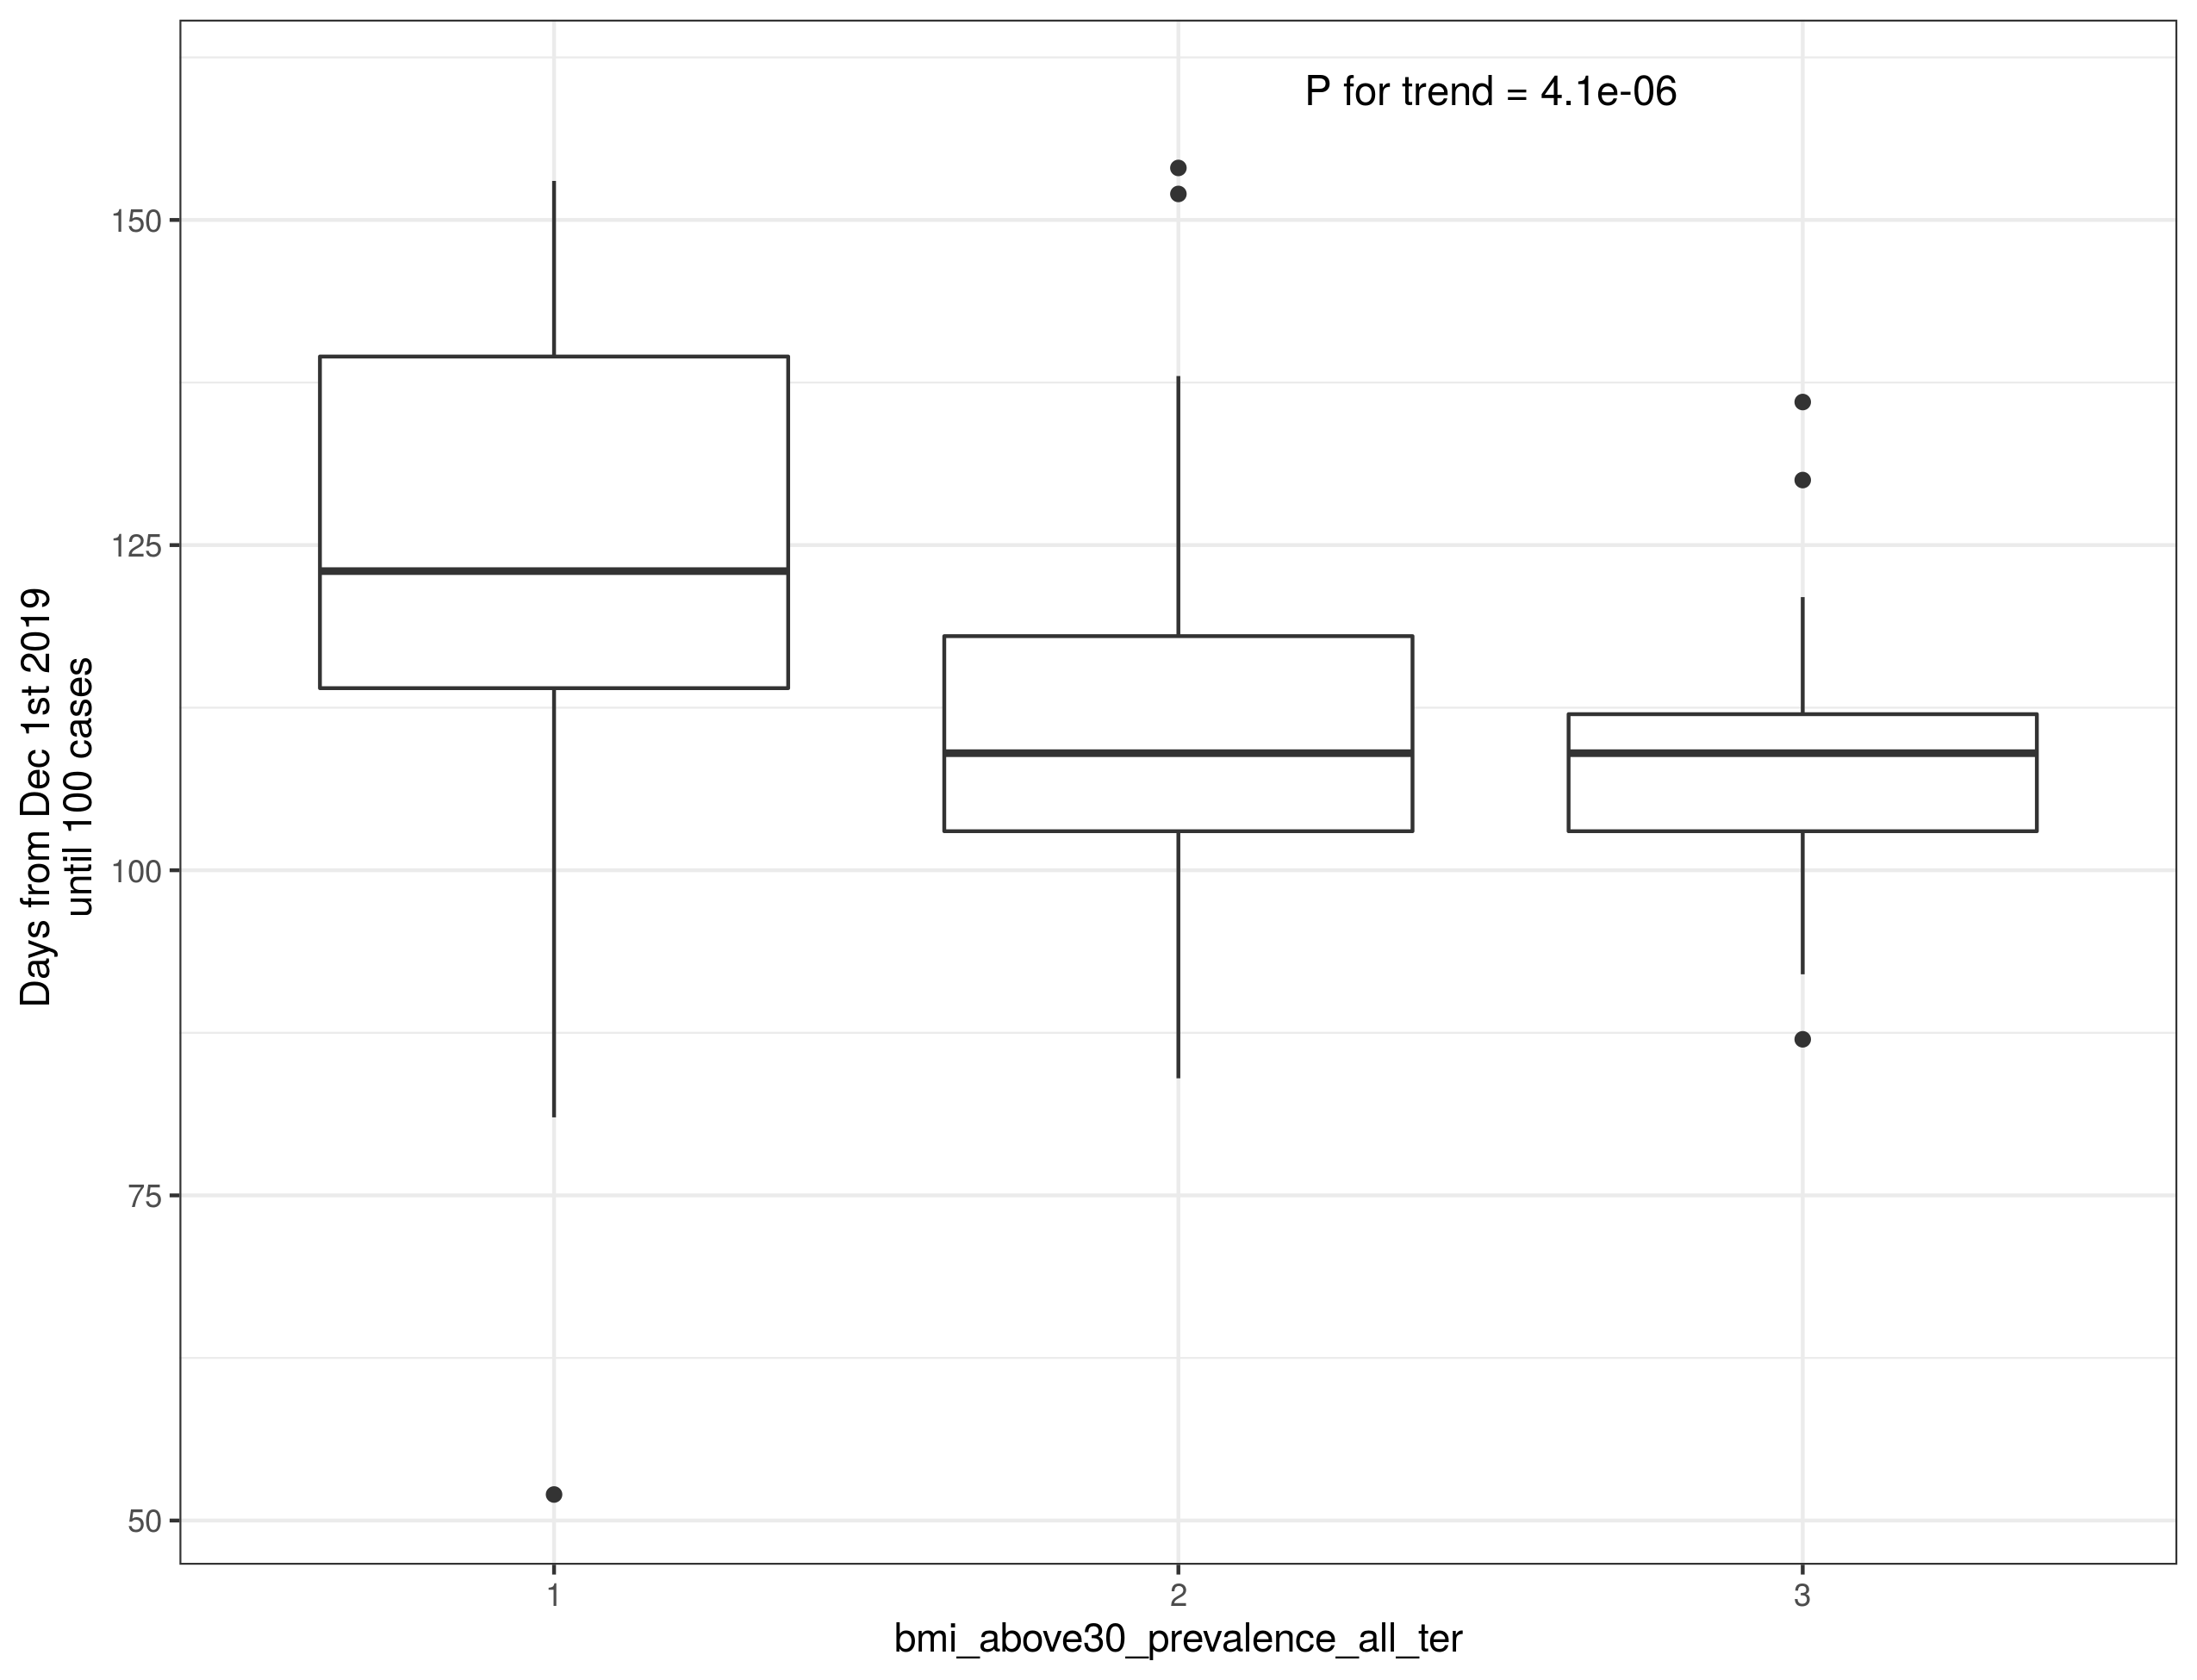 P for trend = 4.1e-06
150
125
100
75
50
Days from Dec 1st 2019
until 100 cases
1
2
3
bmi_above30_prevalence_all_ter